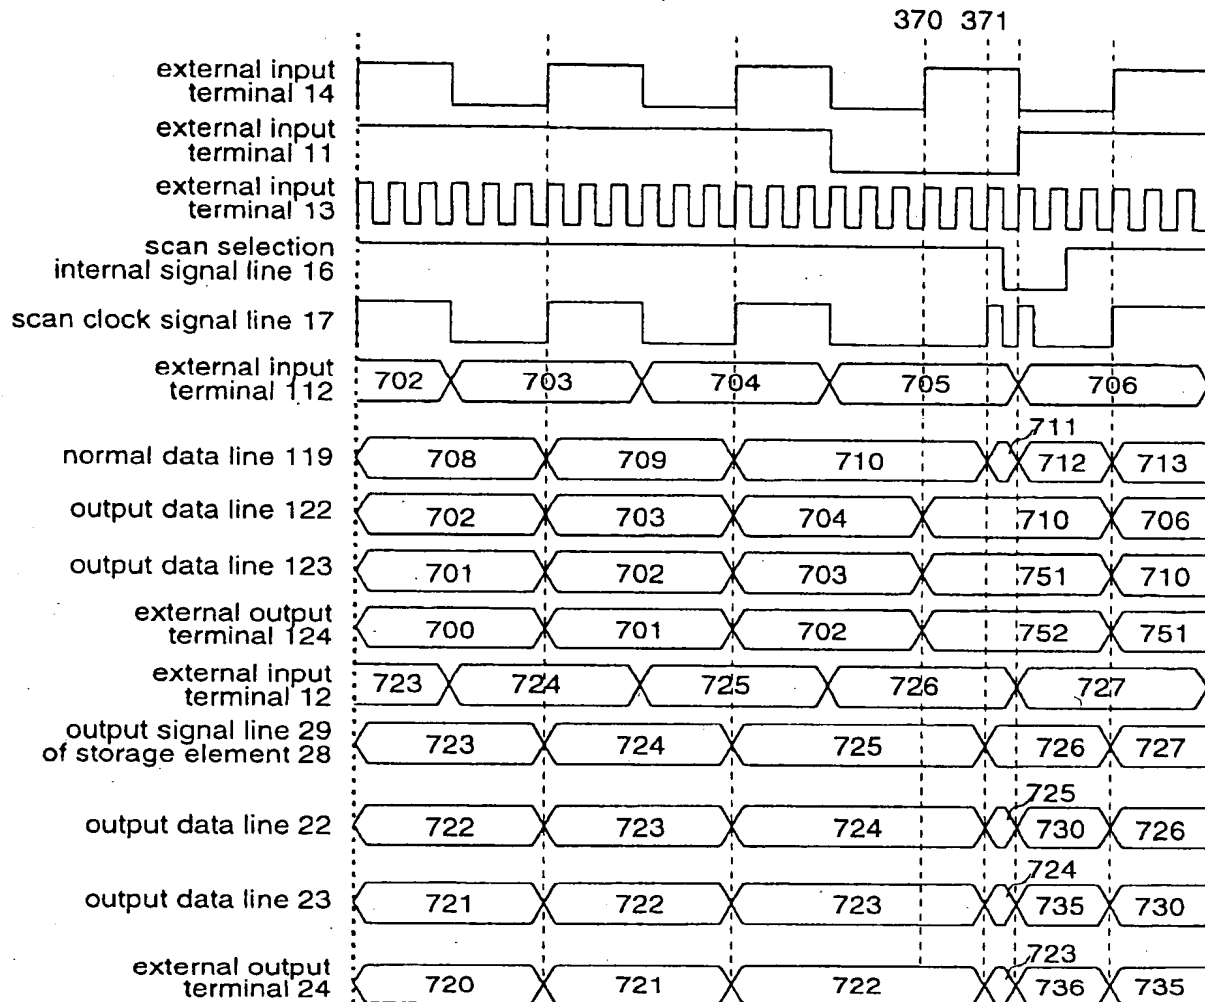 370 371
external input
terminal 14
external input
terminal 11
external input
terminal 13
scan selection
internal signal line 16
scan clock signal line 17
external input
terminal 112
702 703 704 705 706
711
normal data line 119
708 709 710 712 713
output data line 122
702 703 704 710 706
output data line 123
701 702 703 751 710
external output
terminal 124
700 701 702 752 751
external input
terminal 12
723 724 725 726 727
output signal line 29
of storage element 28
723 724 725 726 727
725
output data line 22
722 723 724 730 726
724
output data line 23
721 722 723 735 730
723
external output
terminal 24
720 721 722 736 735